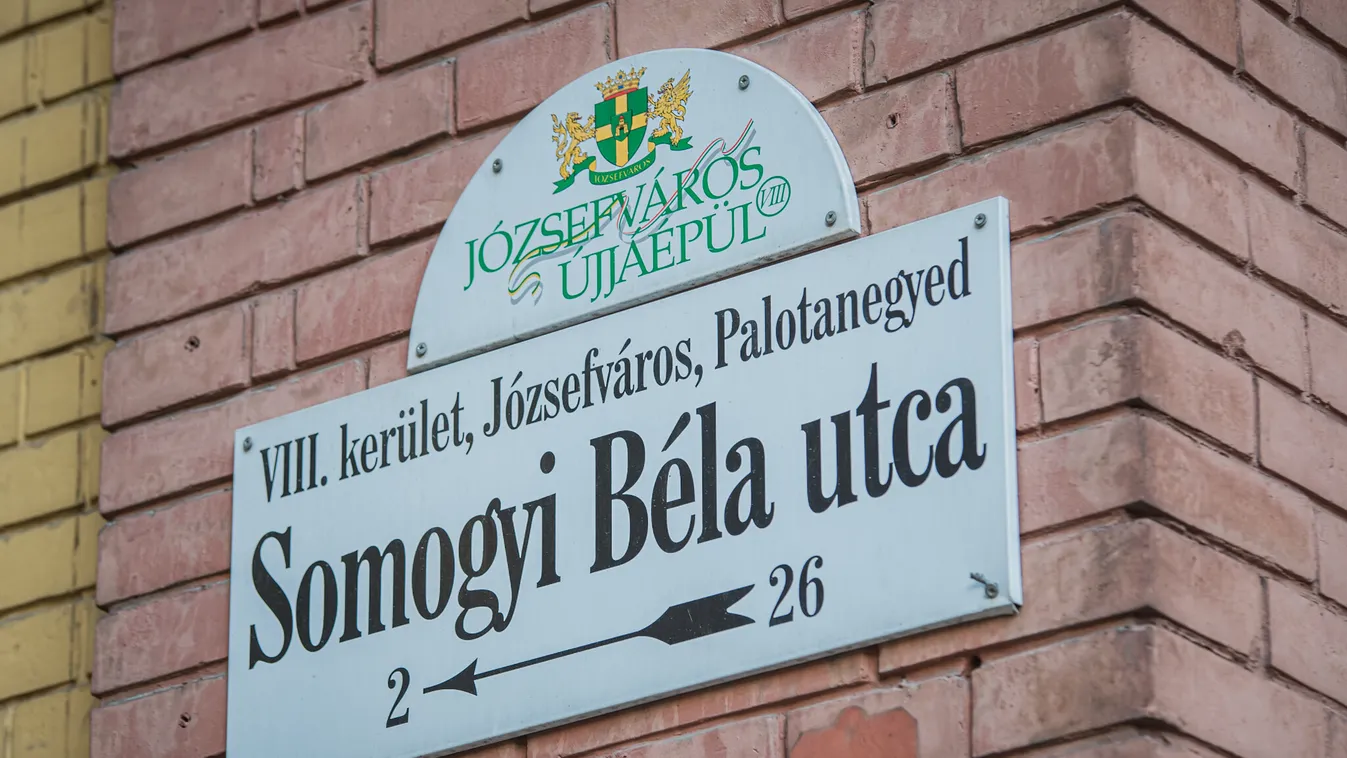 JÓZSEFVÁROS
JÓZSEFVÁROS
ÚJJÁÉPÜL VIII
VIII. kerület, Józsefváros, Palotanegyed
Somogyi Béla utca
2 26